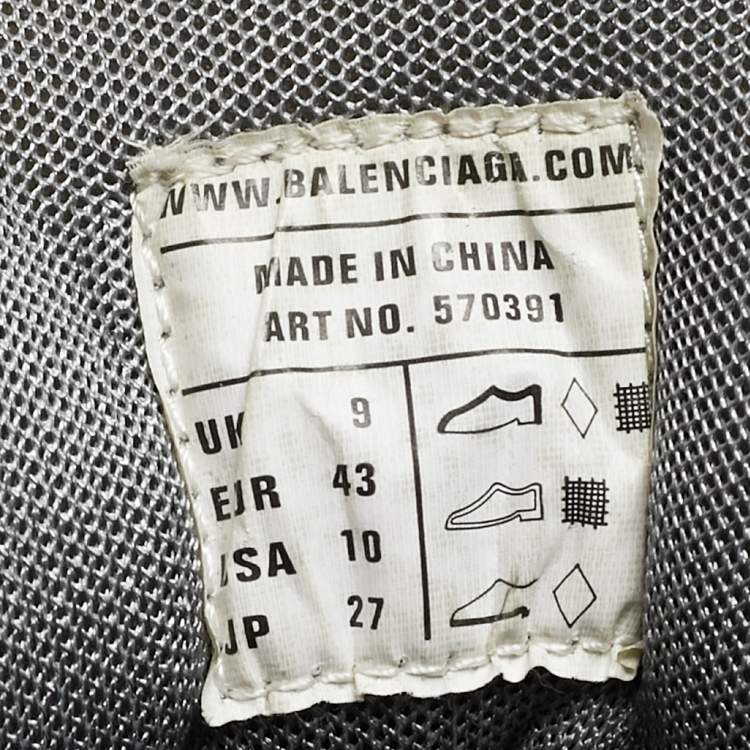 WWW.BALENCIAGA.COM
MADE IN CHINA
ART NO. 570391
UK 9
EUR 43
USA 10
JP 27